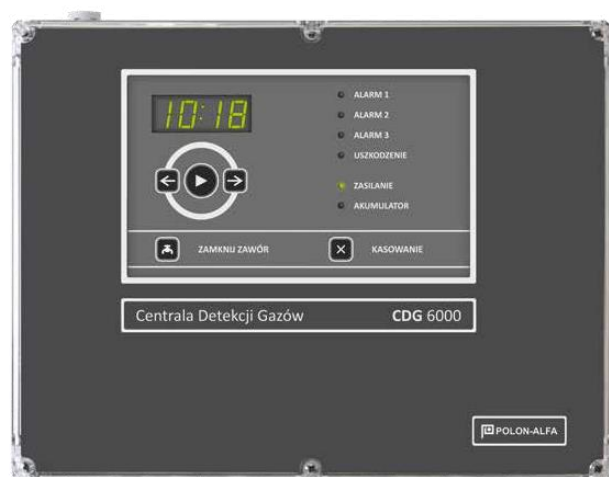 10:18
ALARM 1
ALARM 2
ALARM 3
USZKODZENIE
ZASILANIE
AKUMULATOR
ZAMKNIJ ZAWÓR
KASOWANIE
Centrala Detekcji Gazów CDG 6000
POLON-ALFA